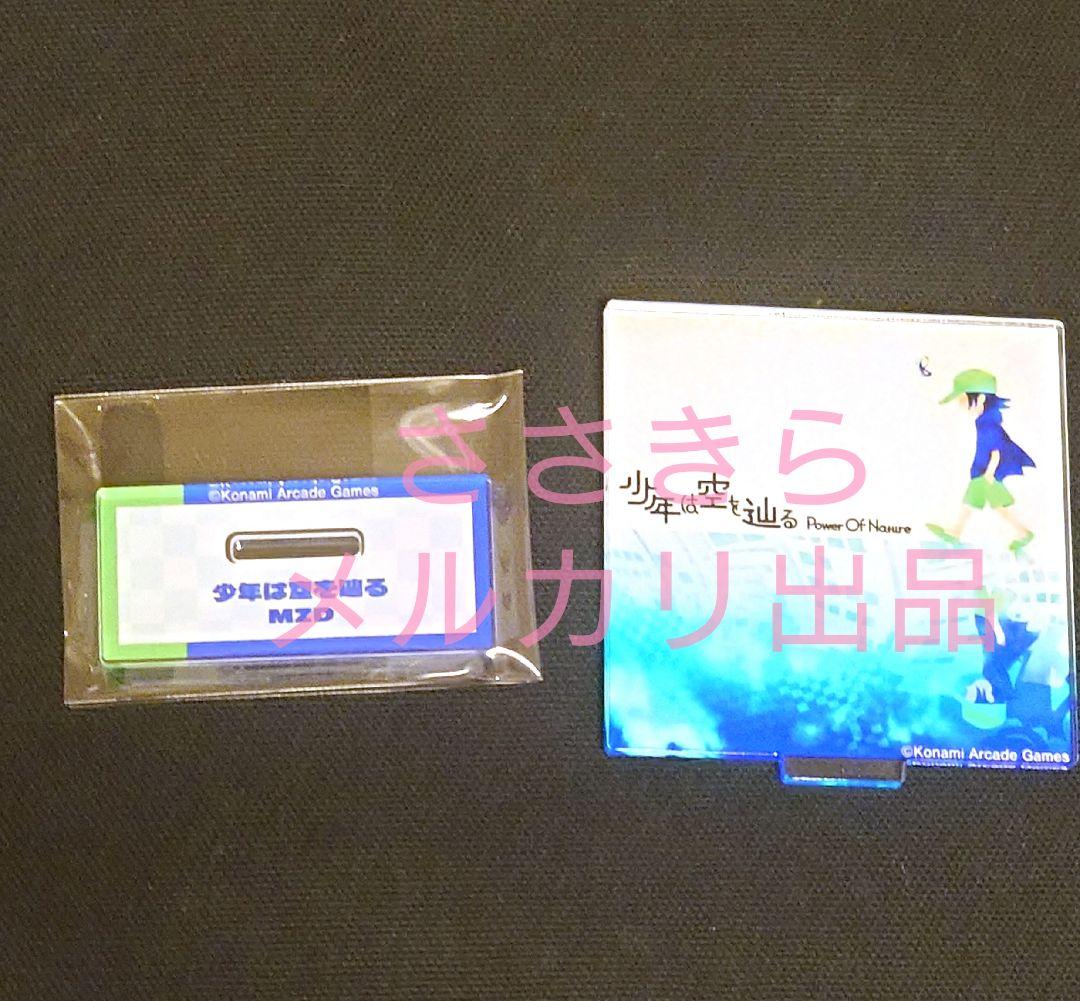 ささきら
メルカリ出品
©Konami Arcade Games
少年は空を辿る
MZD
少年は空を辿る Power Of Nature
©Konami Arcade Games